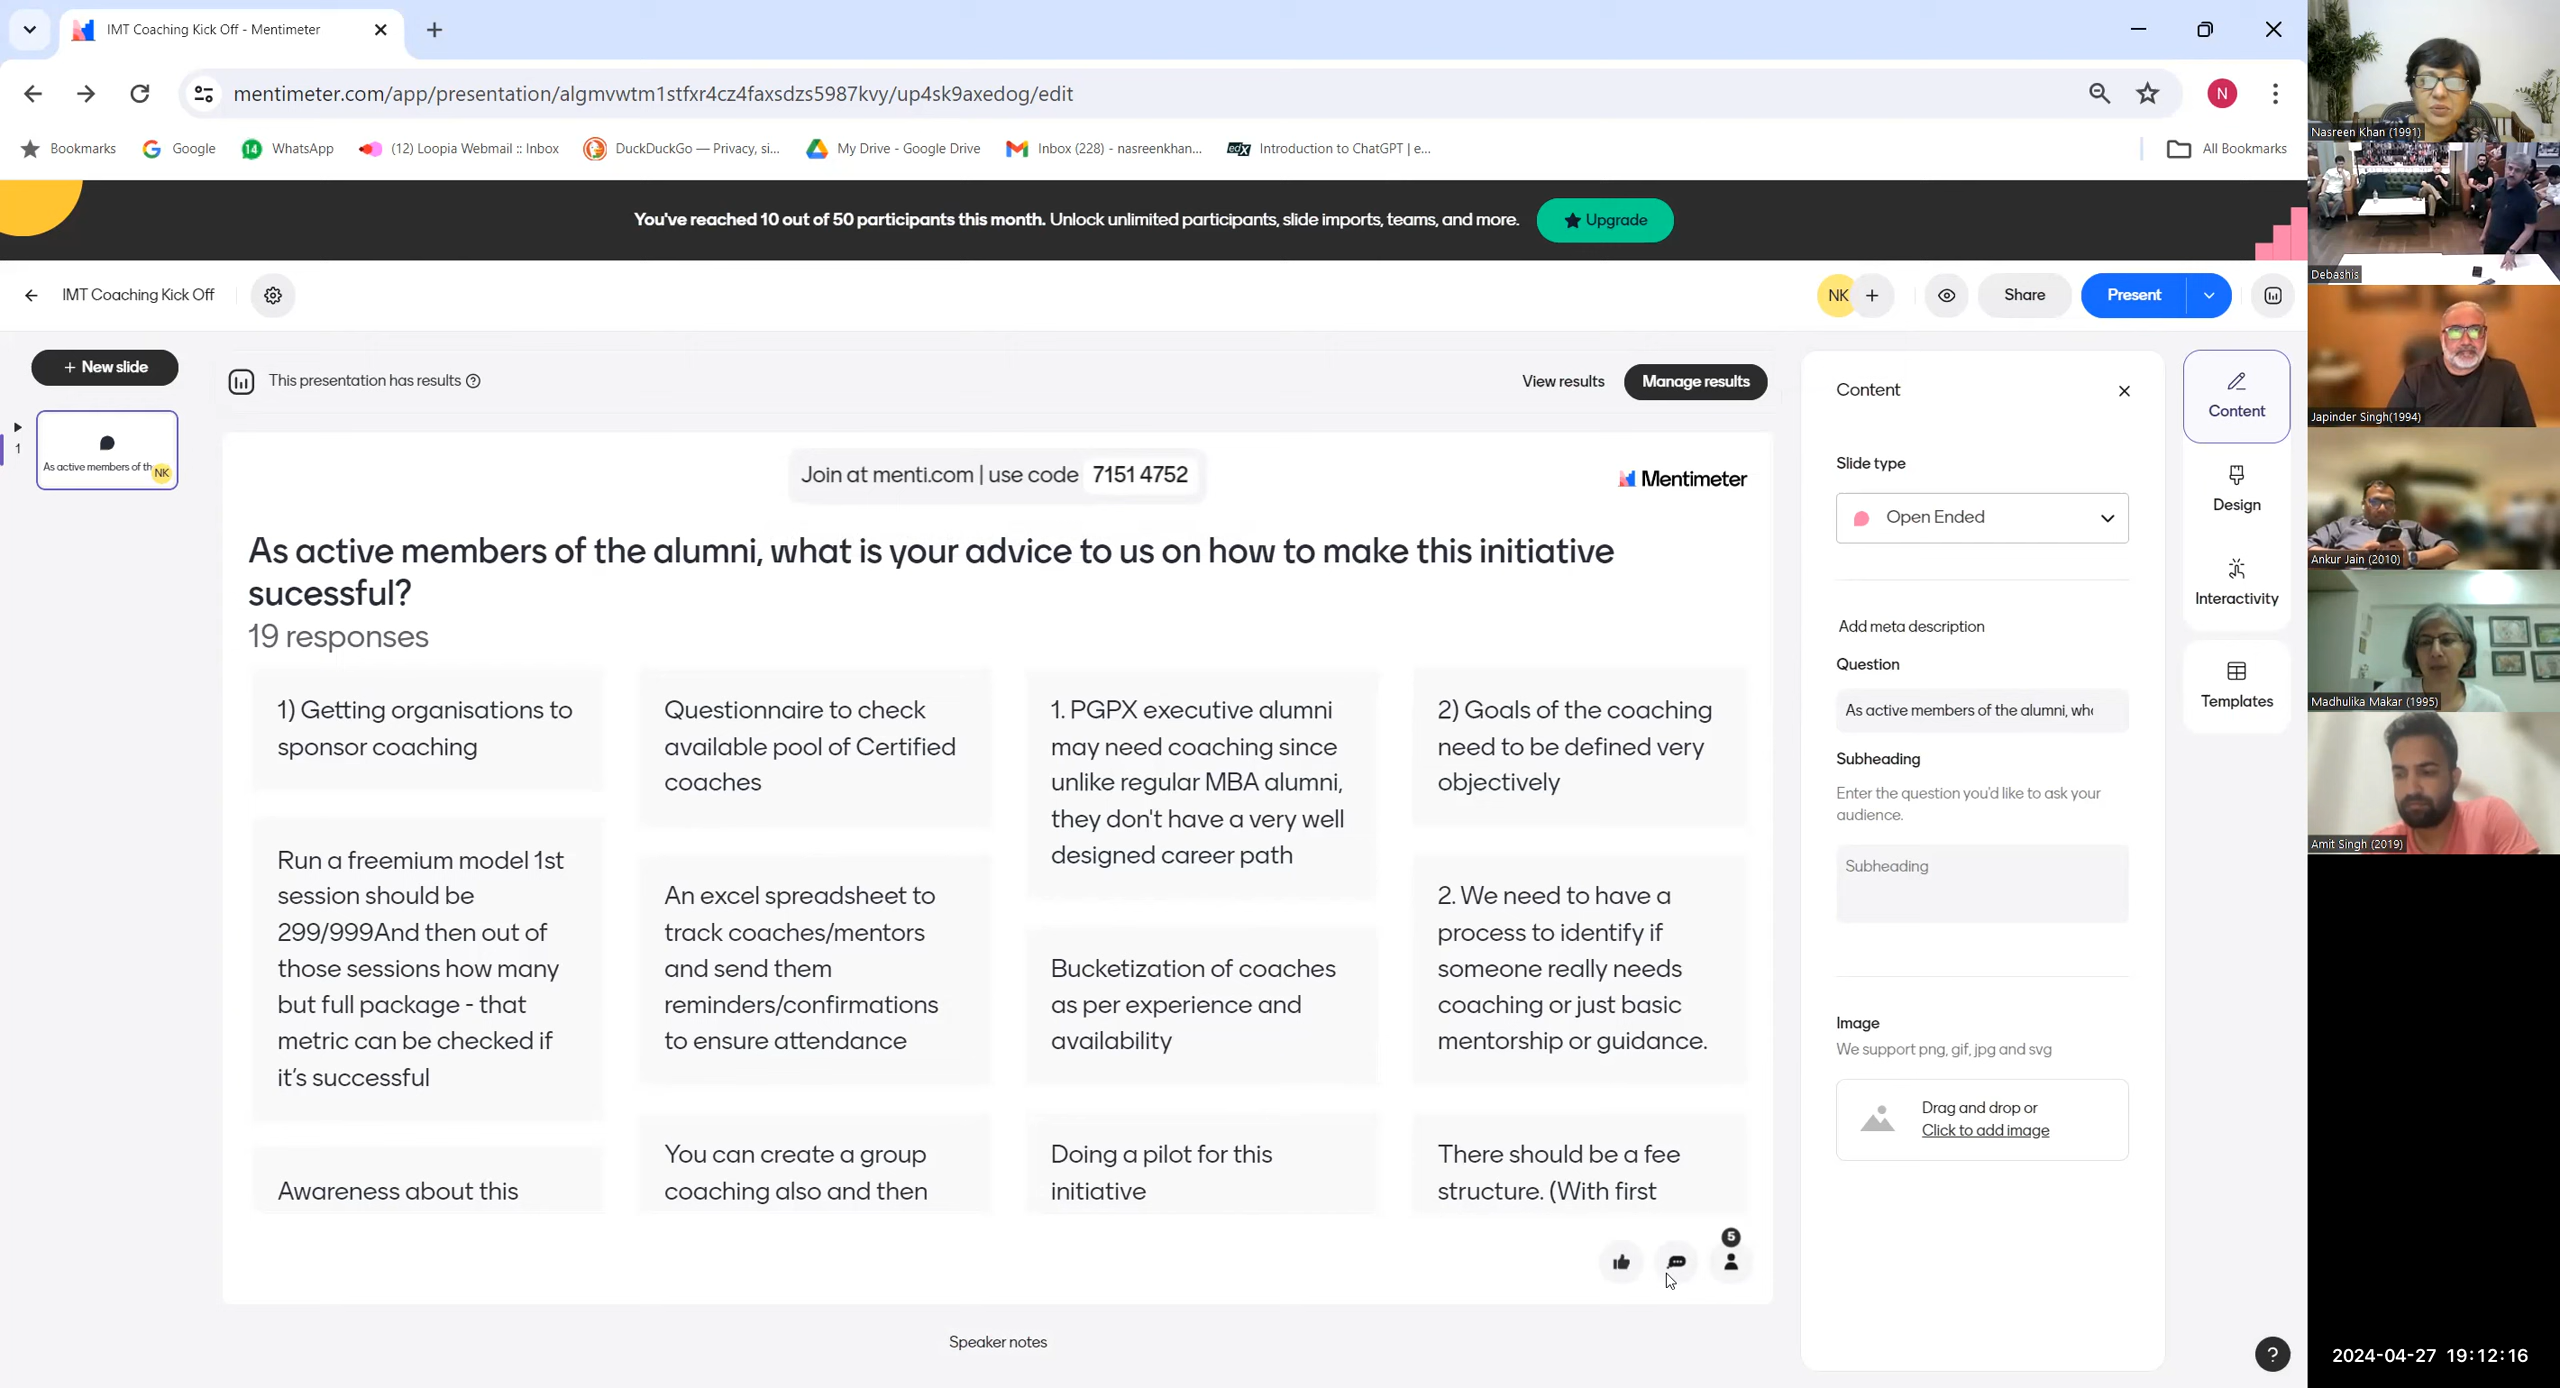 IMT Coaching Kick Off - Mentimeter
mentimeter.com/app/presentation/algmvwtm1stfxr4cz4faxsdzs5987kvy/up4sk9axedog/edit
N
Bookmarks
Google
14
WhatsApp
(12) Loopia Webmail :: Inbox
DuckDuckGo — Privacy, si...
My Drive - Google Drive
Inbox (228) - nasreenkhan...
edX
Introduction to ChatGPT | e...
All Bookmarks
You've reached 10 out of 50 participants this month. Unlock unlimited participants, slide imports, teams, and more.
Upgrade
IMT Coaching Kick Off
NK
Share
Present
+ New slide
1
As active members of th
NK
This presentation has results
View results
Manage results
Join at menti.com | use code 7151 4752
Mentimeter
As active members of the alumni, what is your advice to us on how to make this initiative
sucessful?
19 responses
1) Getting organisations to
sponsor coaching
Run a freemium model 1st
session should be
299/999And then out of
those sessions how many
but full package - that
metric can be checked if
it's successful
Awareness about this
Questionnaire to check
available pool of Certified
coaches
An excel spreadsheet to
track coaches/mentors
and send them
reminders/confirmations
to ensure attendance
You can create a group
coaching also and then
1. PGPX executive alumni
may need coaching since
unlike regular MBA alumni,
they don't have a very well
designed career path
Bucketization of coaches
as per experience and
availability
Doing a pilot for this
initiative
2) Goals of the coaching
need to be defined very
objectively
2. We need to have a
process to identify if
someone really needs
coaching or just basic
mentorship or guidance.
There should be a fee
structure. (With first
5
Speaker notes
Content
Slide type
Open Ended
Add meta description
Question
As active members of the alumni, wh
Subheading
Enter the question you'd like to ask your
audience.
Subheading
Image
We support png, gif, jpg and svg
Drag and drop or
Click to add image
Content
Design
Interactivity
Templates
?
Nasreen Khan (1991)
Debashis
Japinder Singh(1994)
Ankur Jain (2010)
Madhulika Makar (1995)
Amit Singh (2019)
2024-04-27 19:12:16